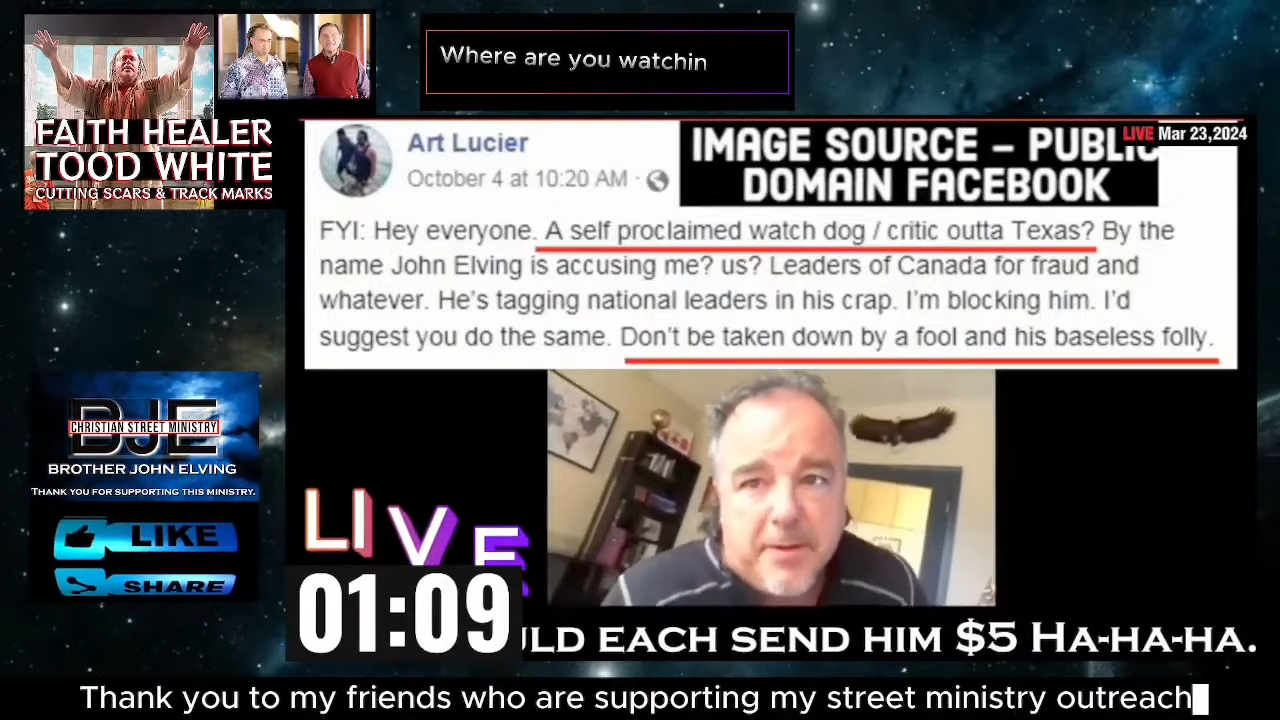 Where are you watchin
FAITH HEALER
TOOD WHITE
CUTTING SCARS & TRACK MARKS
Art Lucier
October 4 at 10:20 AM ·
IMAGE SOURCE – PUBLIC
DOMAIN FACEBOOK
LIVE Mar 23,2024
FYI: Hey everyone. A self proclaimed watch dog / critic outta Texas? By the
name John Elving is accusing me? us? Leaders of Canada for fraud and
whatever. He's tagging national leaders in his crap. I'm blocking him. I'd
suggest you do the same. Don't be taken down by a fool and his baseless folly.
BJE
CHRISTIAN STREET MINISTRY
BROTHER JOHN ELVING
THANK YOU FOR SUPPORTING THIS MINISTRY.
LIKE
SHARE
LIVE
01:09
ULD EACH SEND HIM $5 HA-HA-HA.
Thank you to my friends who are supporting my street ministry outreach